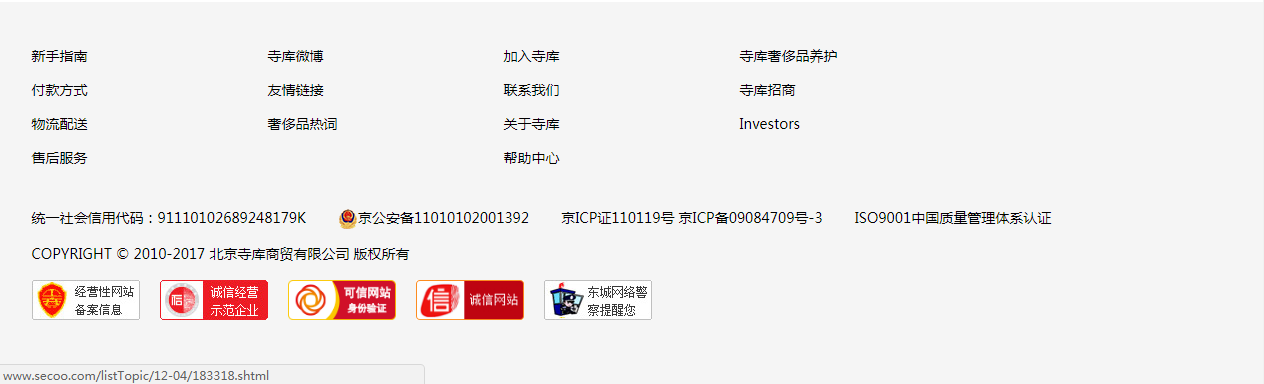 新手指南 寺库微博 加入寺库 寺库奢侈品养护
付款方式 友情链接 联系我们 寺库招商
物流配送 奢侈品热词 关于寺库 Investors
售后服务 帮助中心
统一社会信用代码：91110102689248179K 京公安备11010102001392 京ICP证110119号 京ICP备09084709号-3 ISO9001中国质量管理体系认证
COPYRIGHT © 2010-2017 北京寺库商贸有限公司 版权所有
经营性网站 诚信经营 可信网站 信 诚信网站 东城网络警
备案信息 示范企业 身份验证 察提醒您
www.secoo.com/listTopic/12-04/183318.shtml